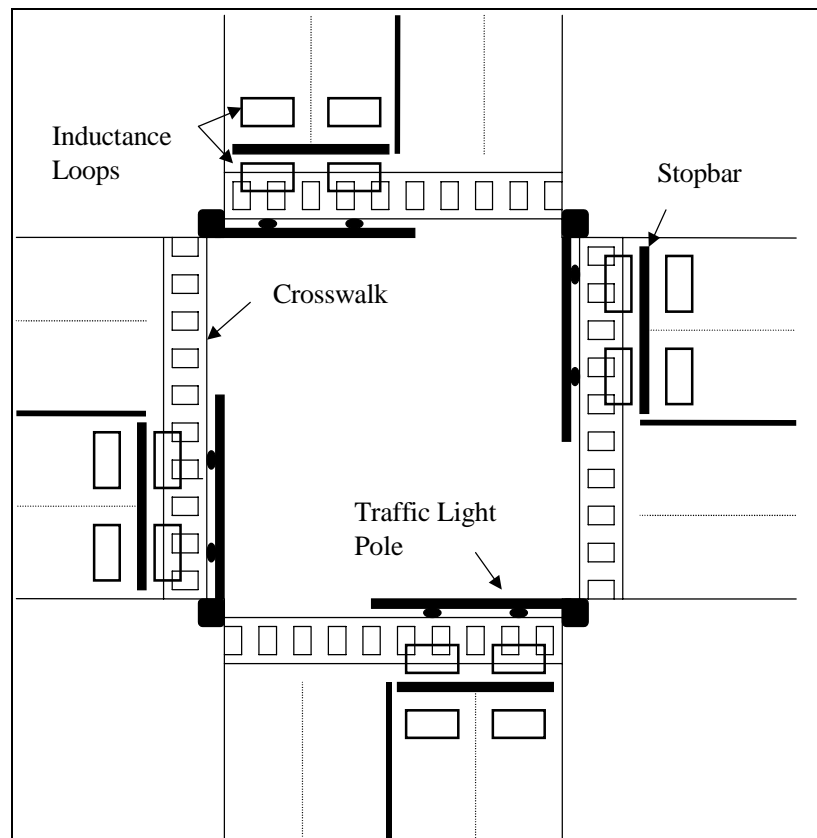 Inductance
Loops
Stopbar
Crosswalk
Traffic Light
Pole